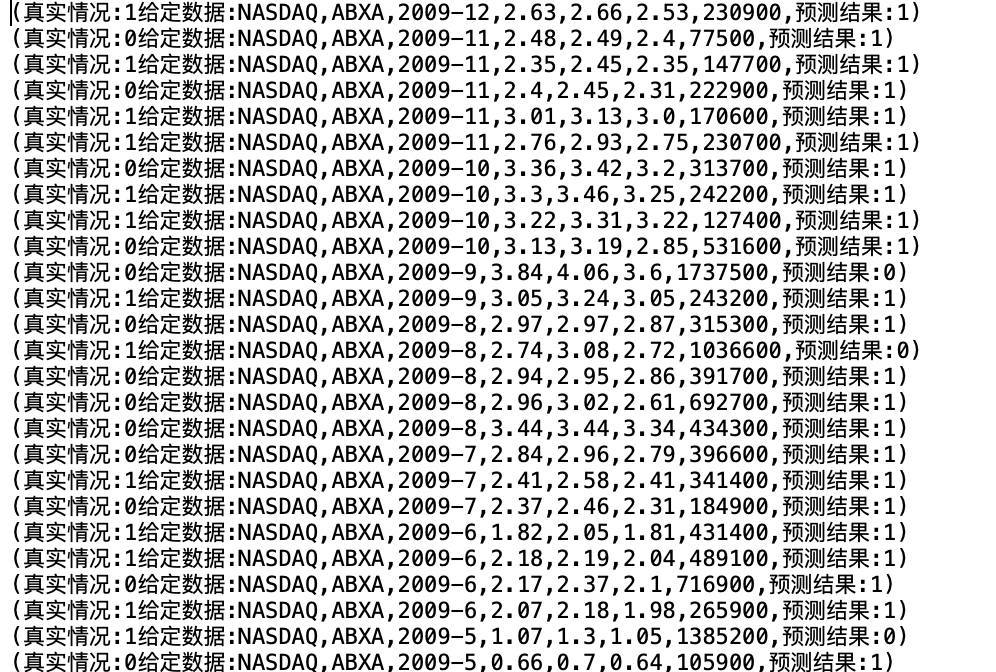 (真实情况:1给定数据:NASDAQ,ABXA,2009-12,2.63,2.66,2.53,230900,预测结果:1)
(真实情况:0给定数据:NASDAQ,ABXA,2009-11,2.48,2.49,2.4,77500,预测结果:1)
(真实情况:1给定数据:NASDAQ,ABXA,2009-11,2.35,2.45,2.35,147700,预测结果:1)
(真实情况:0给定数据:NASDAQ,ABXA,2009-11,2.4,2.45,2.31,222900,预测结果:1)
(真实情况:1给定数据:NASDAQ,ABXA,2009-11,3.01,3.13,3.0,170600,预测结果:1)
(真实情况:1给定数据:NASDAQ,ABXA,2009-11,2.76,2.93,2.75,230700,预测结果:1)
(真实情况:0给定数据:NASDAQ,ABXA,2009-10,3.36,3.42,3.2,313700,预测结果:1)
(真实情况:1给定数据:NASDAQ,ABXA,2009-10,3.3,3.46,3.25,242200,预测结果:1)
(真实情况:1给定数据:NASDAQ,ABXA,2009-10,3.22,3.31,3.22,127400,预测结果:1)
(真实情况:0给定数据:NASDAQ,ABXA,2009-10,3.13,3.19,2.85,531600,预测结果:1)
(真实情况:0给定数据:NASDAQ,ABXA,2009-9,3.84,4.06,3.6,1737500,预测结果:0)
(真实情况:1给定数据:NASDAQ,ABXA,2009-9,3.05,3.24,3.05,243200,预测结果:1)
(真实情况:0给定数据:NASDAQ,ABXA,2009-8,2.97,2.97,2.87,315300,预测结果:1)
(真实情况:1给定数据:NASDAQ,ABXA,2009-8,2.74,3.08,2.72,1036600,预测结果:0)
(真实情况:0给定数据:NASDAQ,ABXA,2009-8,2.94,2.95,2.86,391700,预测结果:1)
(真实情况:0给定数据:NASDAQ,ABXA,2009-8,2.96,3.02,2.61,692700,预测结果:1)
(真实情况:0给定数据:NASDAQ,ABXA,2009-8,3.44,3.44,3.34,434300,预测结果:1)
(真实情况:0给定数据:NASDAQ,ABXA,2009-7,2.84,2.96,2.79,396600,预测结果:1)
(真实情况:1给定数据:NASDAQ,ABXA,2009-7,2.41,2.58,2.41,341400,预测结果:1)
(真实情况:0给定数据:NASDAQ,ABXA,2009-7,2.37,2.46,2.31,184900,预测结果:1)
(真实情况:1给定数据:NASDAQ,ABXA,2009-6,1.82,2.05,1.81,431400,预测结果:1)
(真实情况:1给定数据:NASDAQ,ABXA,2009-6,2.18,2.19,2.04,489100,预测结果:1)
(真实情况:0给定数据:NASDAQ,ABXA,2009-6,2.17,2.37,2.1,716900,预测结果:1)
(真实情况:1给定数据:NASDAQ,ABXA,2009-6,2.07,2.18,1.98,265900,预测结果:1)
(真实情况:1给定数据:NASDAQ,ABXA,2009-5,1.07,1.3,1.05,1385200,预测结果:0)
(真实情况:0给定数据:NASDAQ,ABXA,2009-5,0.66,0.7,0.64,105900,预测结果:1)